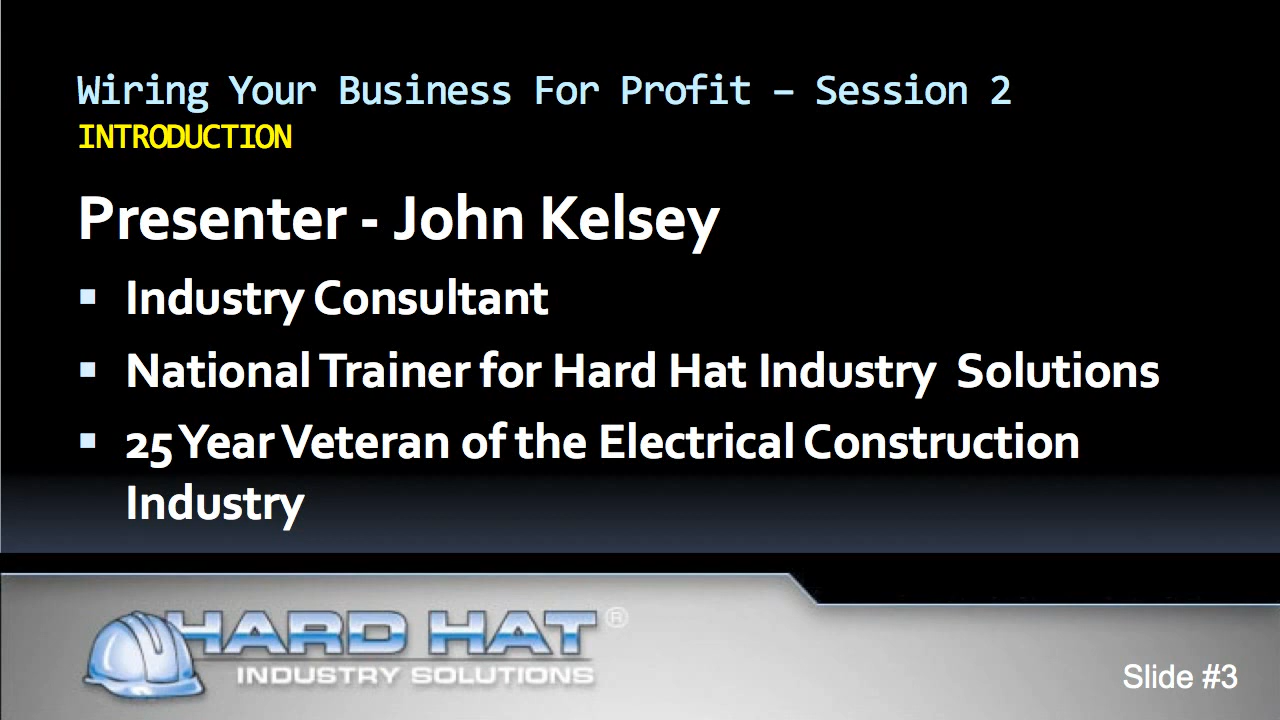 Wiring Your Business For Profit – Session 2
INTRODUCTION
Presenter - John Kelsey
▪ Industry Consultant
▪ National Trainer for Hard Hat Industry Solutions
▪ 25 Year Veteran of the Electrical Construction
Industry
HARD HAT®
INDUSTRY SOLUTIONS
Slide #3